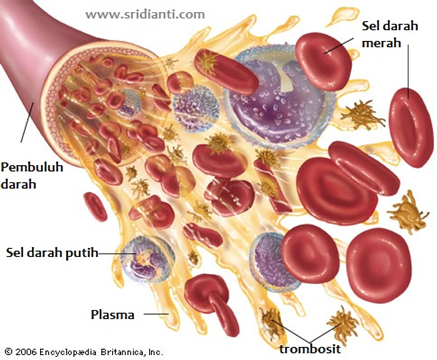 www.sridianti.com
Sel darah
merah
Pembuluh
darah
Sel darah putih
Plasma
trombosit
© 2006 Encyclopædia Britannica, Inc.